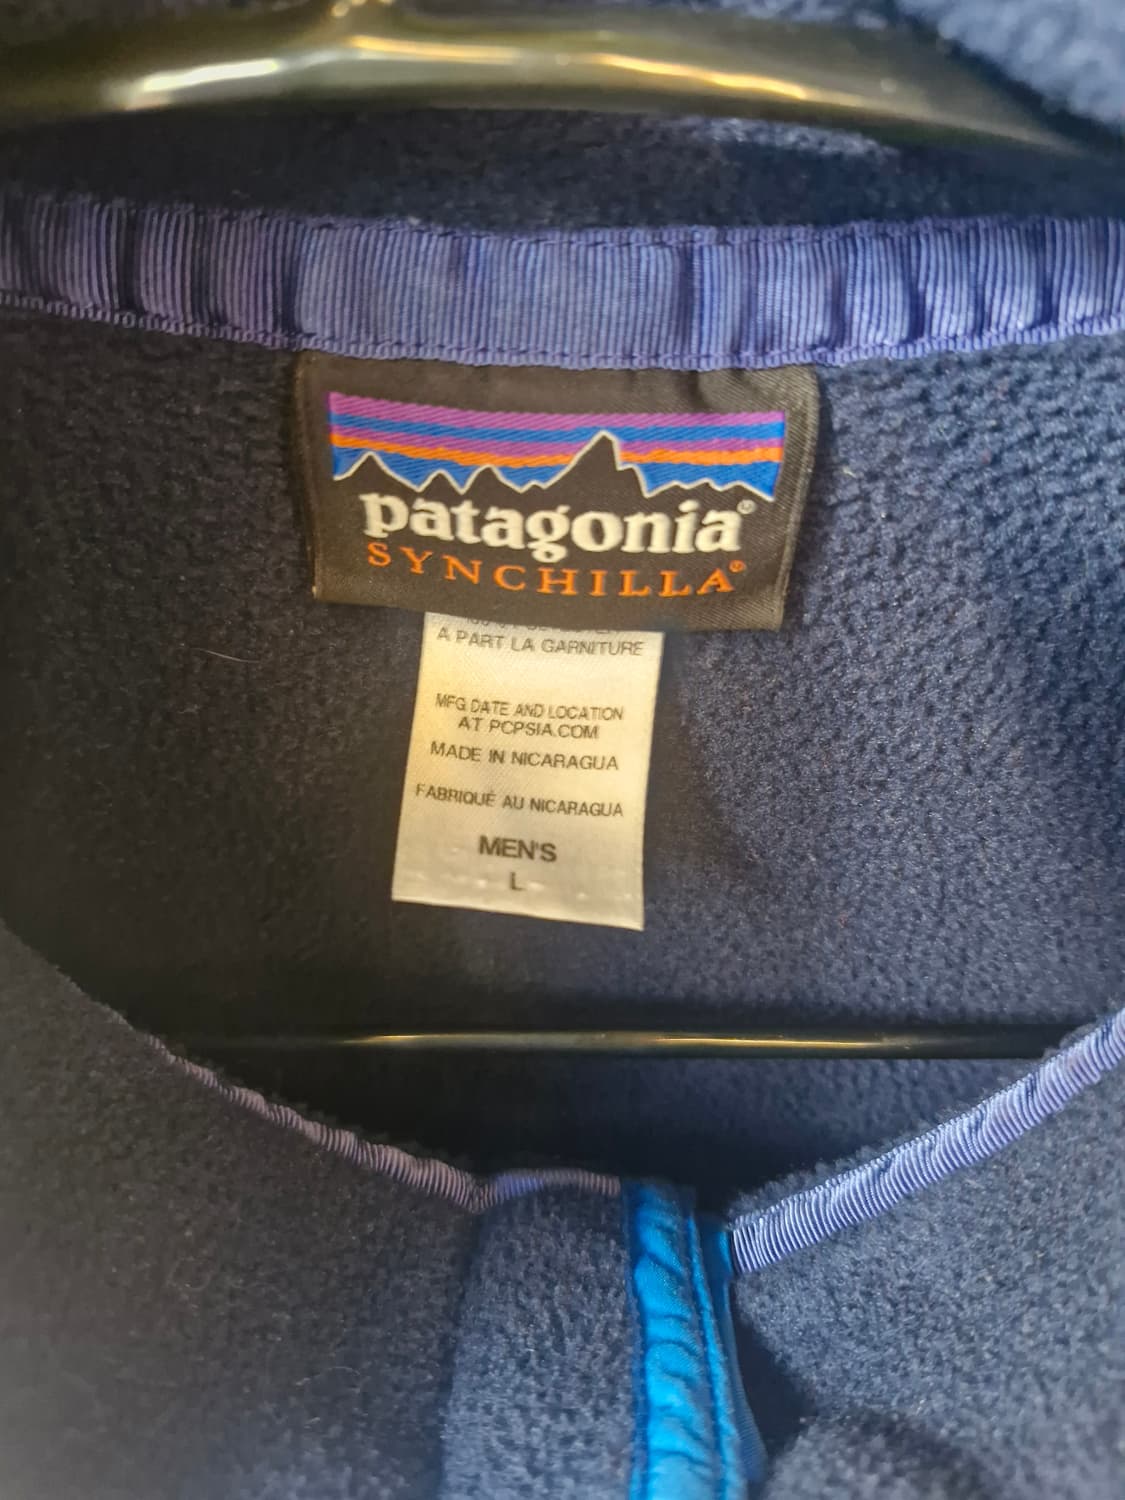 patagonia®
SYNCHILLA®
A PART LA GARNITURE
MFG DATE AND LOCATION
AT PCPSIA.COM
MADE IN NICARAGUA
FABRIQUÉ AU NICARAGUA
MEN'S
L